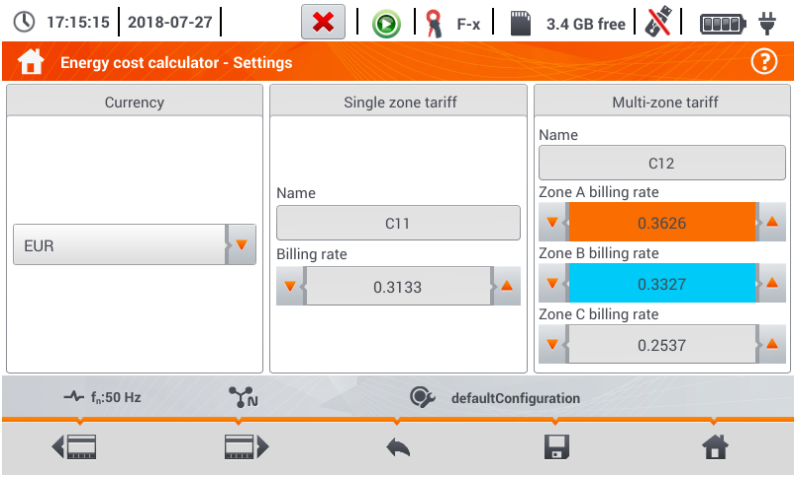 17:15:15 2018-07-27 F-x 3.4 GB free
Energy cost calculator - Settings ?
Currency
EUR
Single zone tariff
Name
C11
Billing rate
0.3133
Multi-zone tariff
Name
C12
Zone A billing rate
0.3626
Zone B billing rate
0.3327
Zone C billing rate
0.2537
fn:50 Hz N defaultConfiguration